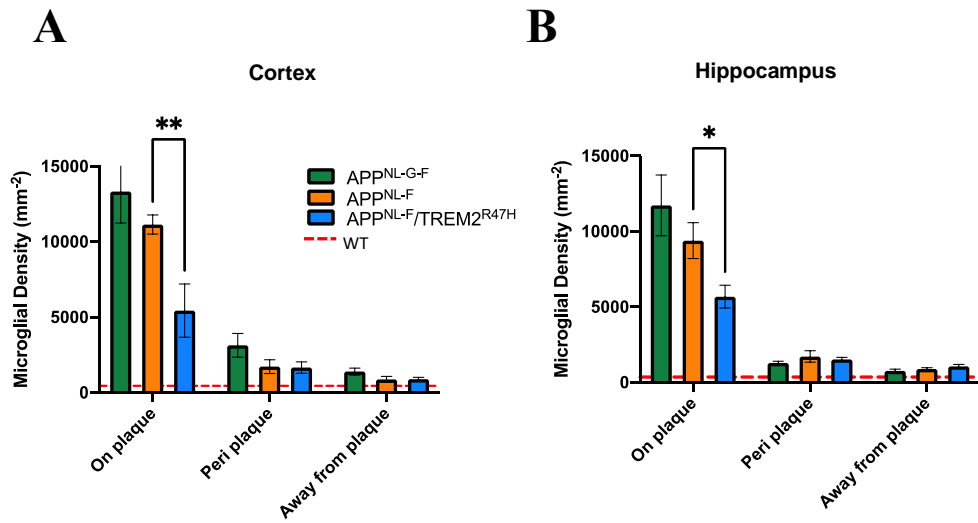 A
Cortex
**
15000
10000
5000
0
Microglial Density (mm-2)
On plaque
Peri plaque
Away from plaque
APPNL-G-F
APPNL-F
APPNL-F/TREM2R47H
WT
B
Hippocampus
*
15000
10000
5000
0
Microglial Density (mm-2)
On plaque
Peri plaque
Away from plaque